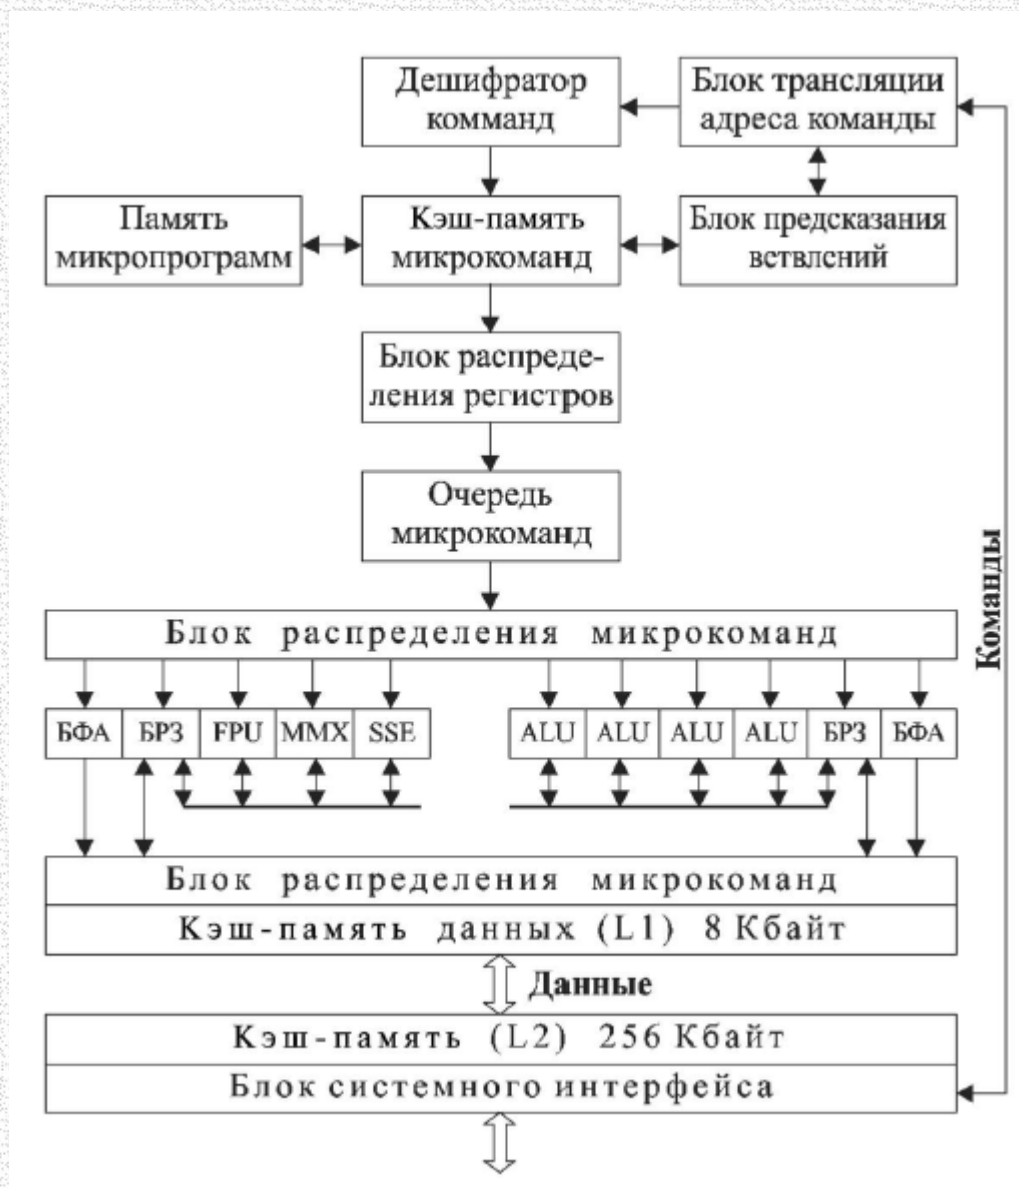 Дешифратор
комманд
Блок трансляции
адреса команды
Память
микропрограмм
Кэш-память
микрокоманд
Блок предсказания
вствлений
Блок распреде-
ления регистров
Очередь
микрокоманд
Команды
Блок распределения микрокоманд
БФА БРЗ FPU MMX SSE ALU ALU ALU ALU БРЗ БФА
Блок распределения микрокоманд
Кэш-память данных (L1) 8 Кбайт
Данные
Кэш-память (L2) 256 Кбайт
Блок системного интерфейса